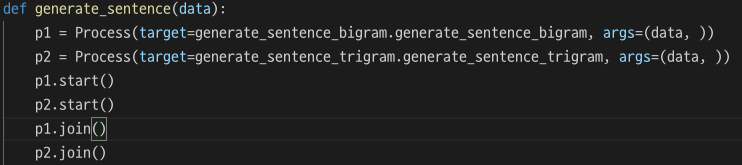 def generate_sentence(data):
    p1 = Process(target=generate_sentence_bigram.generate_sentence_bigram, args=(data, ))
    p2 = Process(target=generate_sentence_trigram.generate_sentence_trigram, args=(data, ))
    p1.start()
    p2.start()
    p1.join()
    p2.join()